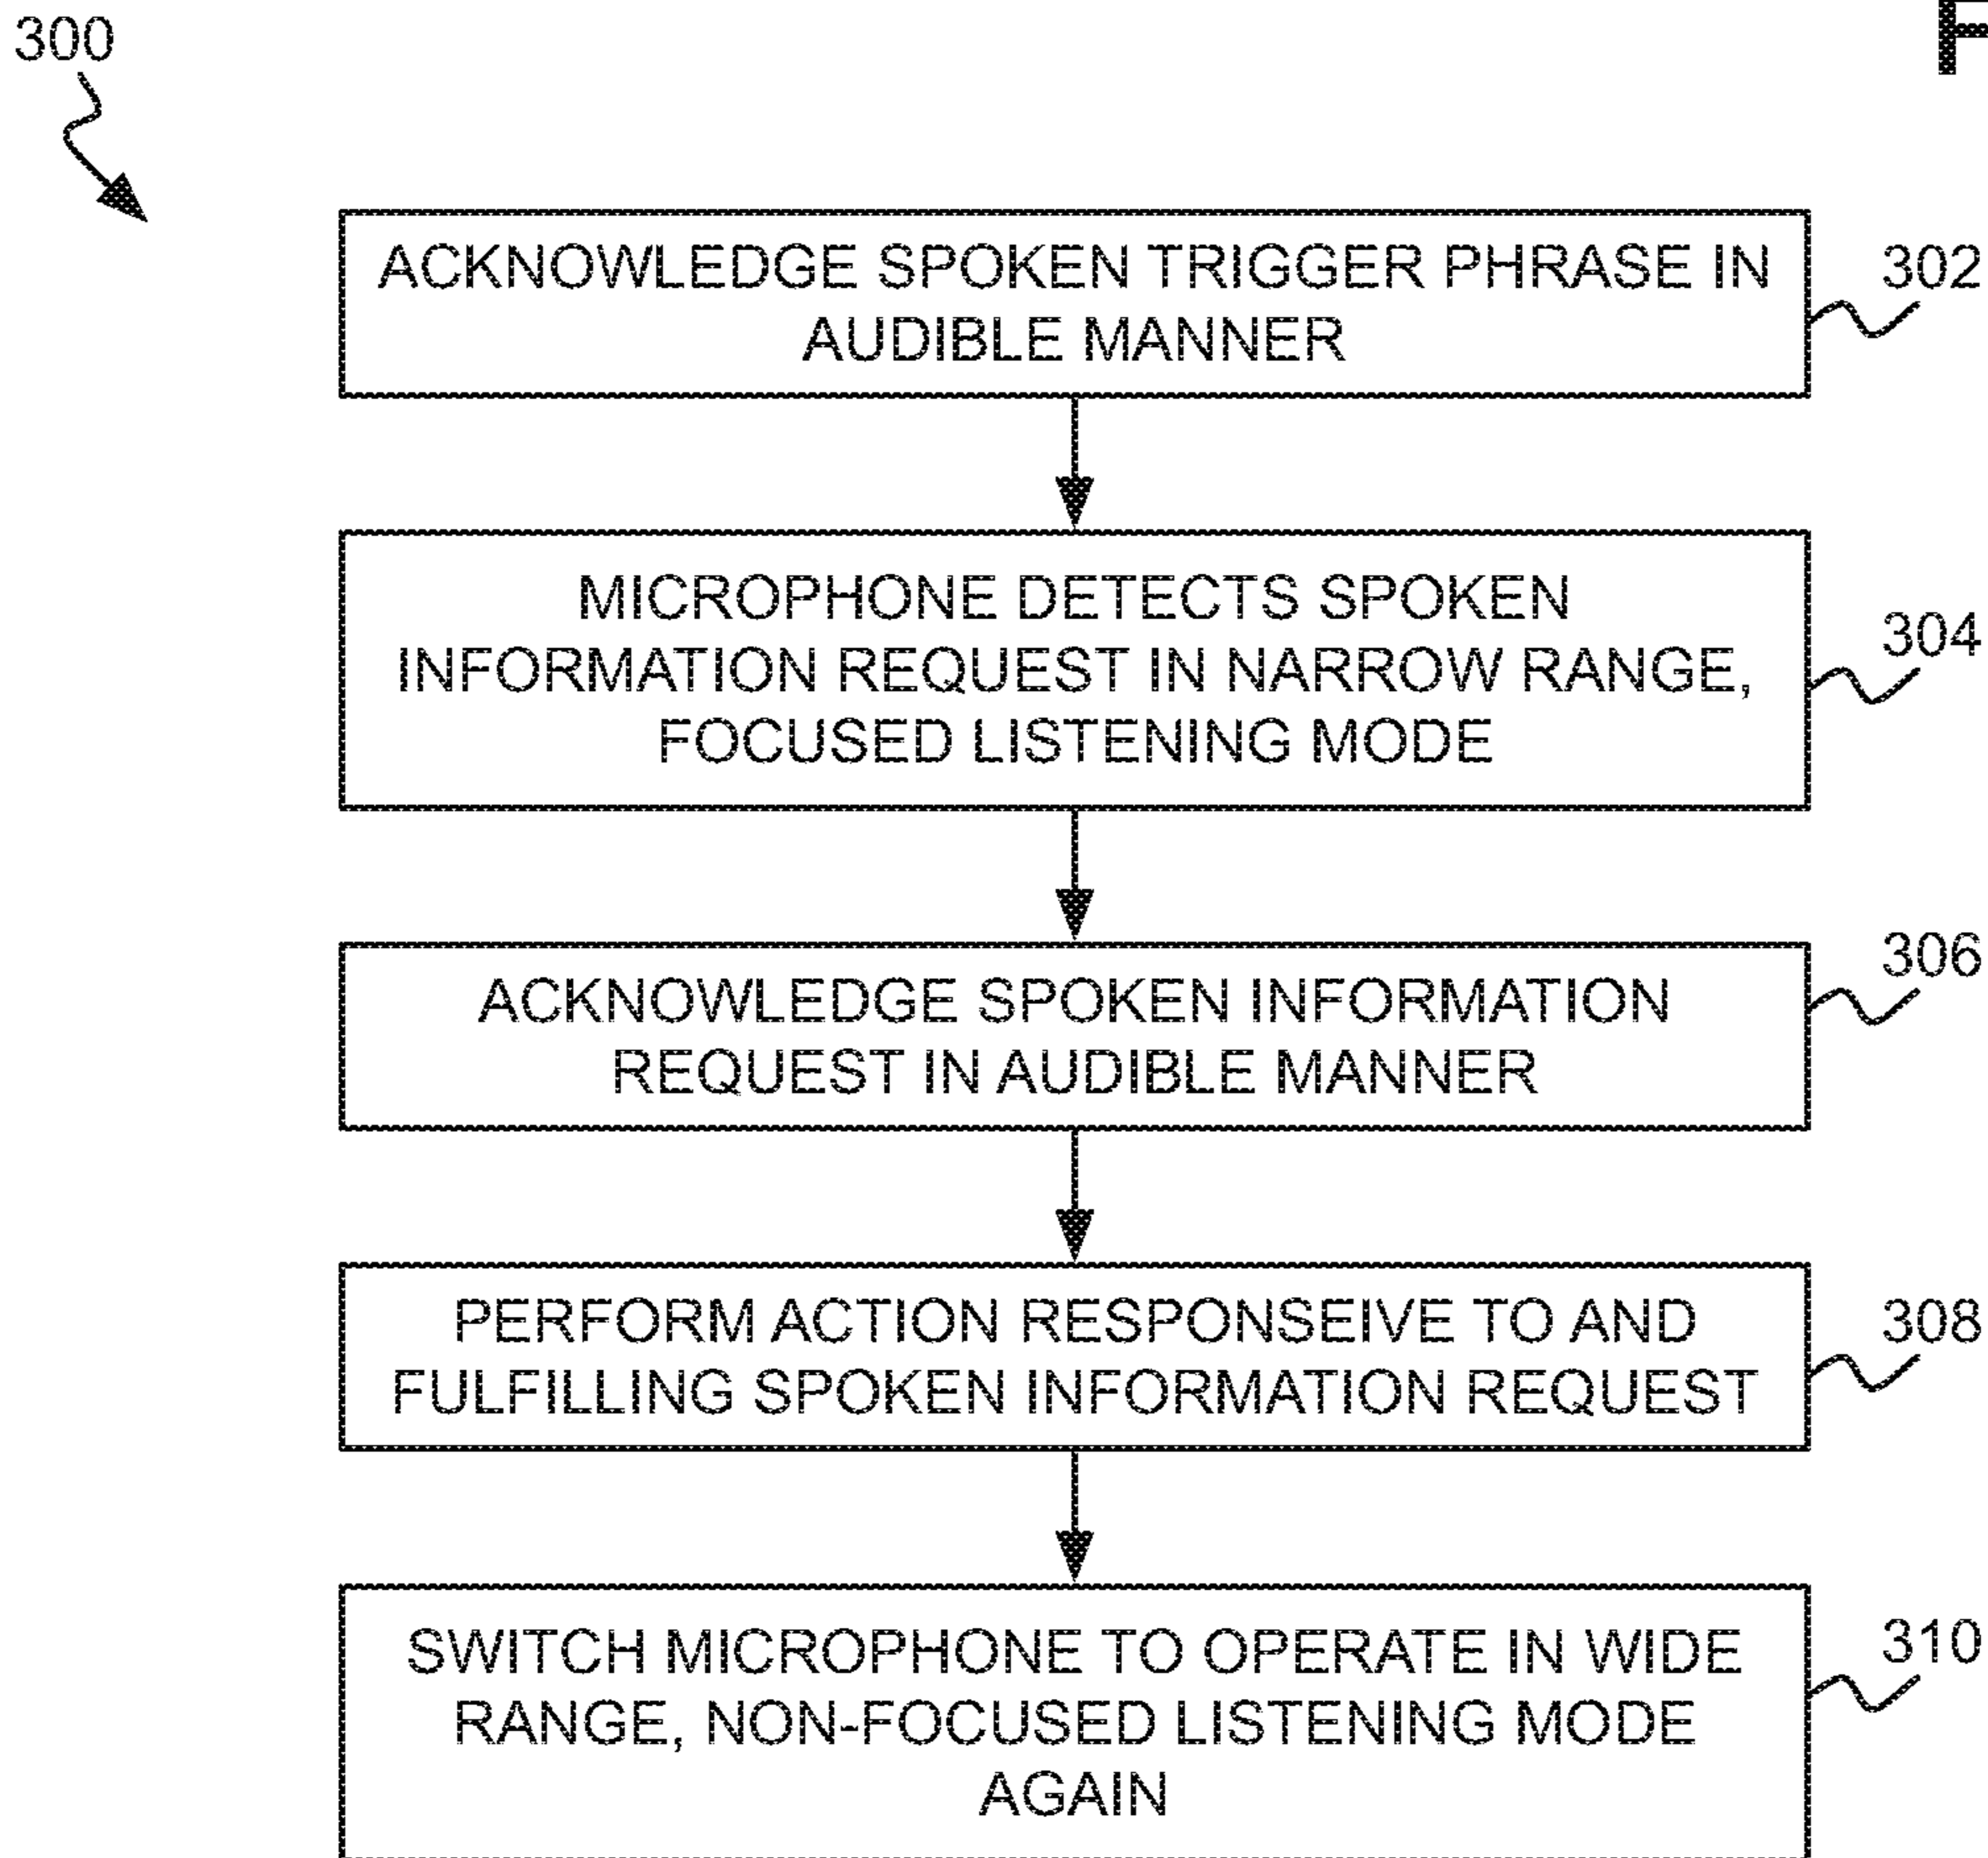 300
F
ACKNOWLEDGE SPOKEN TRIGGER PHRASE IN
AUDIBLE MANNER
302
MICROPHONE DETECTS SPOKEN
INFORMATION REQUEST IN NARROW RANGE,
FOCUSED LISTENING MODE
304
ACKNOWLEDGE SPOKEN INFORMATION
REQUEST IN AUDIBLE MANNER
306
PERFORM ACTION RESPONSEIVE TO AND
FULFILLING SPOKEN INFORMATION REQUEST
308
SWITCH MICROPHONE TO OPERATE IN WIDE
RANGE, NON-FOCUSED LISTENING MODE
AGAIN
310